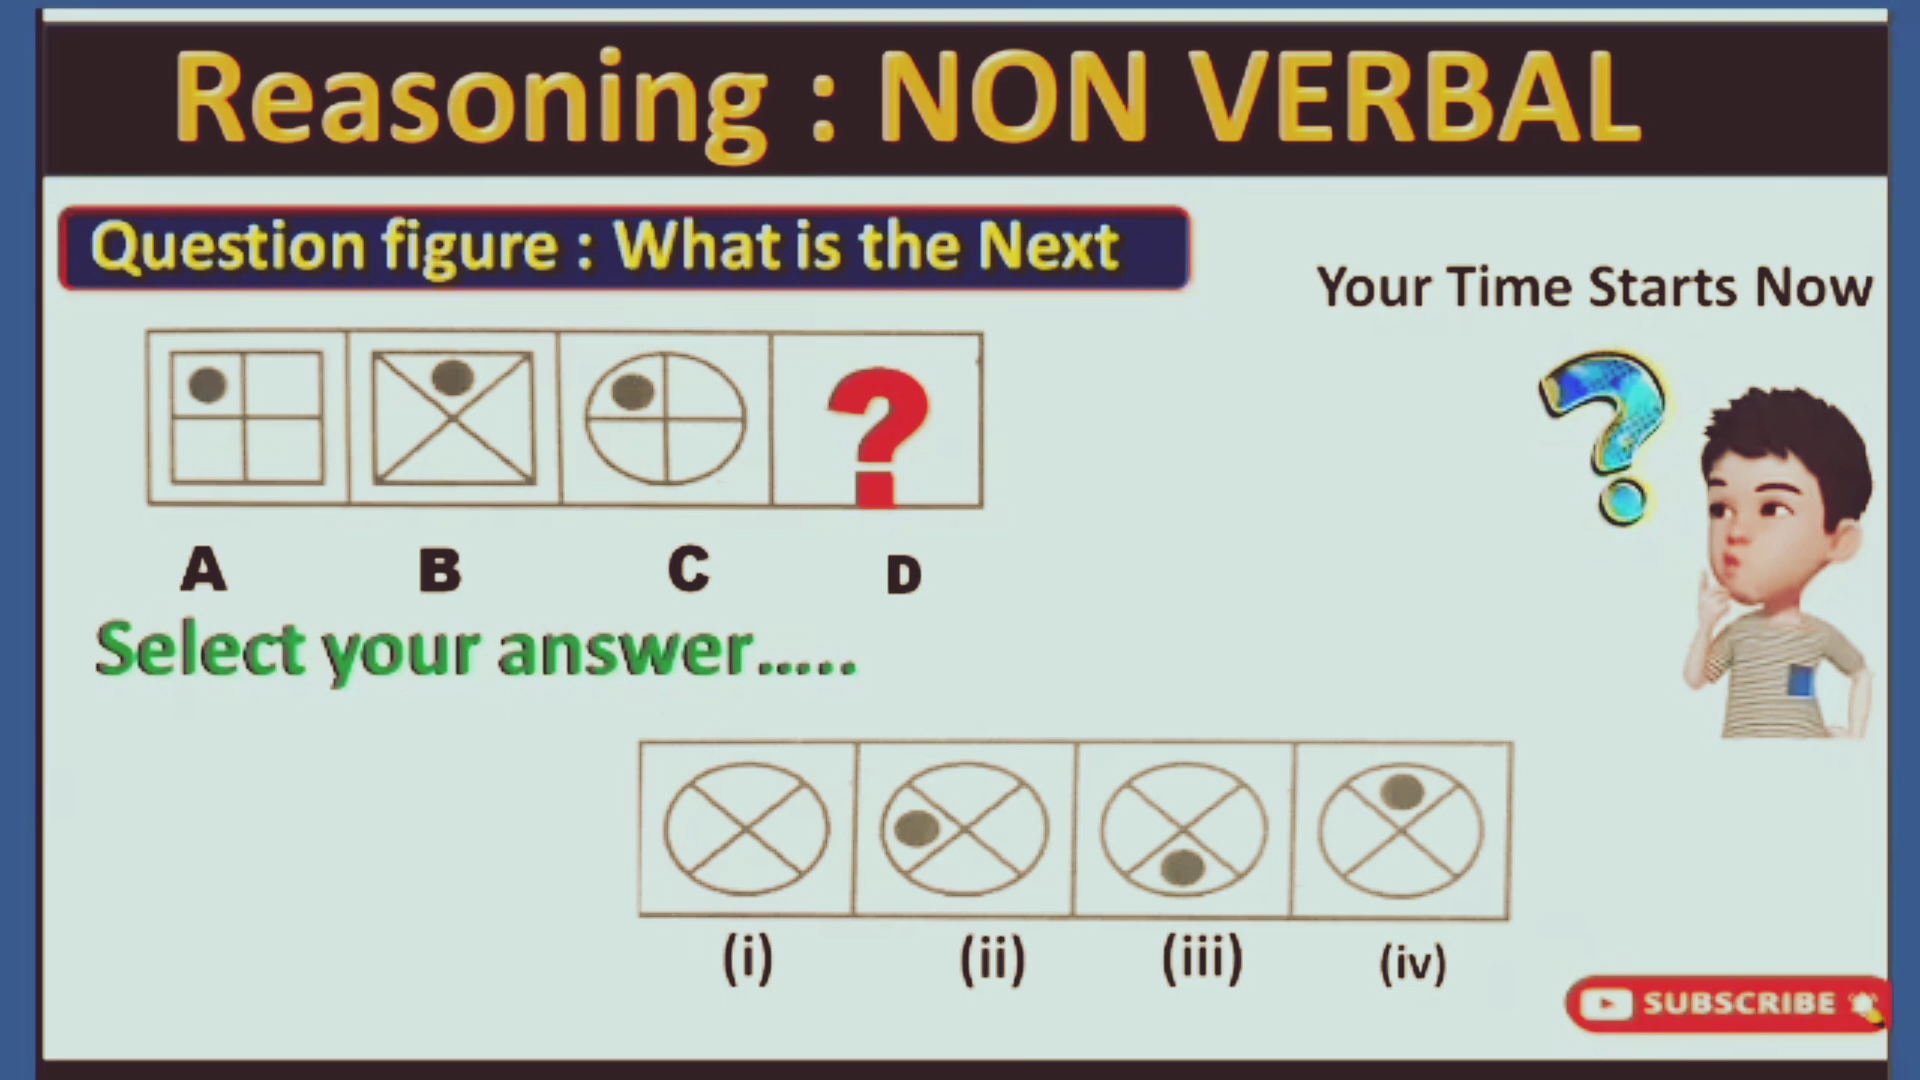 Reasoning : NON VERBAL
Question figure : What is the Next
Your Time Starts Now
?
A B C D
Select your answer.....
(i) (ii) (iii) (iv)
SUBSCRIBE